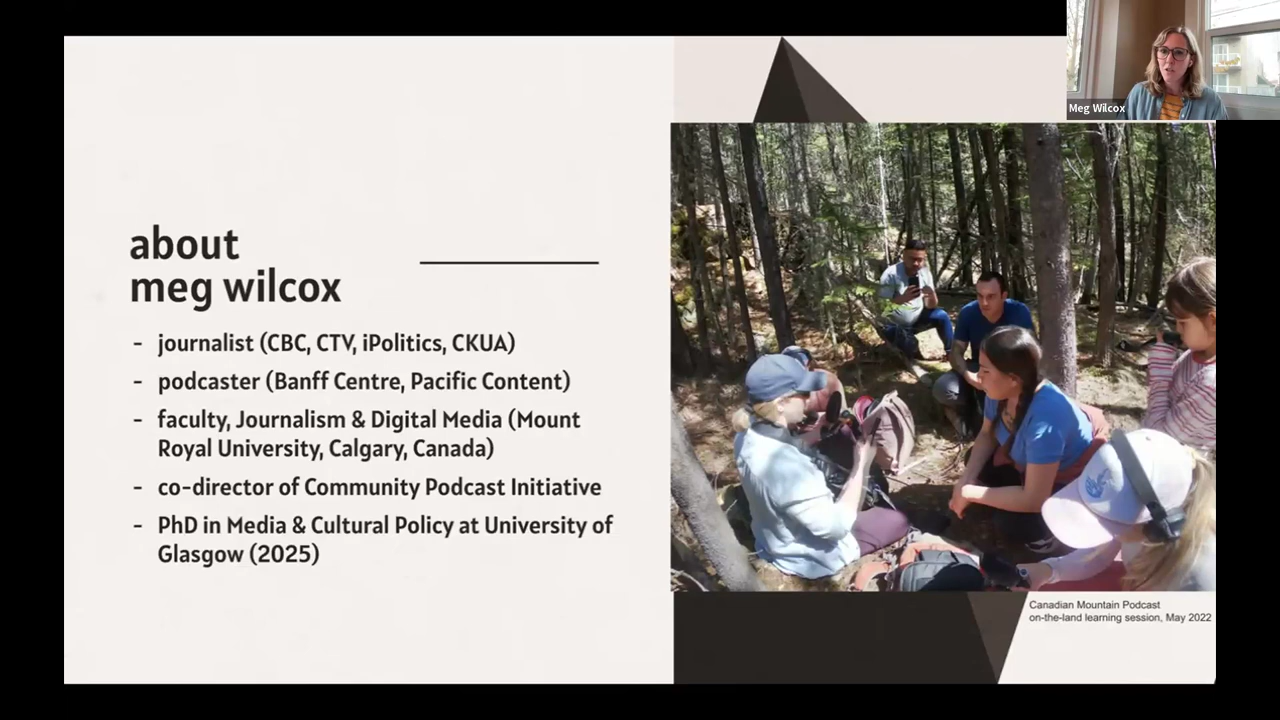 Meg Wilcox
about
meg wilcox
- journalist (CBC, CTV, iPolitics, CKUA)
- podcaster (Banff Centre, Pacific Content)
- faculty, Journalism & Digital Media (Mount
Royal University, Calgary, Canada)
- co-director of Community Podcast Initiative
- PhD in Media & Cultural Policy at University of
Glasgow (2025)
Canadian Mountain Podcast
on-the-land learning session, May 2022